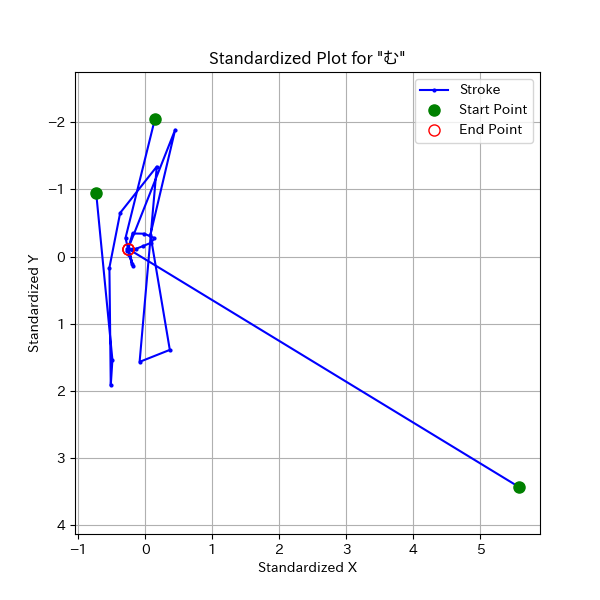 Standardized Plot for "む"
Stroke
Start Point
End Point
Standardized Y
−2
−1
0
1
2
3
4
−1 0 1 2 3 4 5
Standardized X